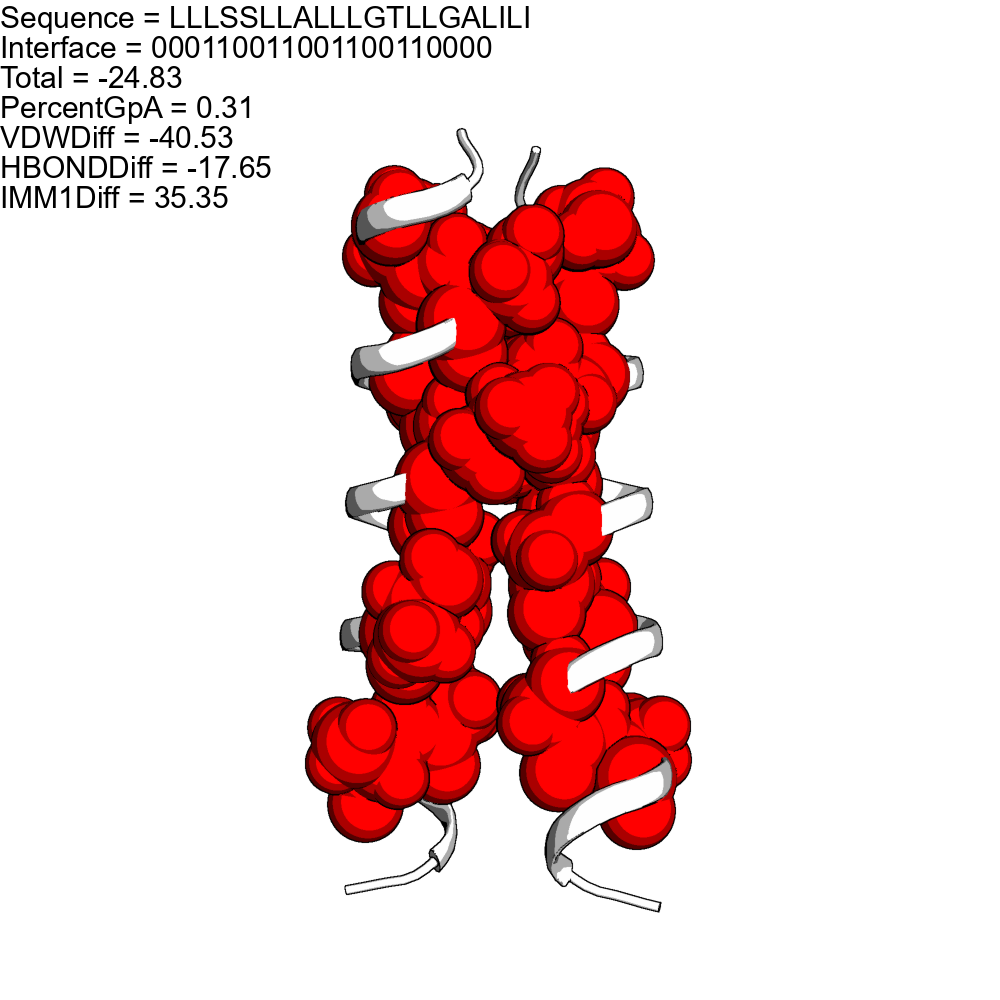 Sequence = LLLSSLLALLLGTLLGALILI
Interface = 000110011001100110000
Total = -24.83
PercentGpA = 0.31
VDWDiff = -40.53
HBONDDiff = -17.65
IMM1Diff = 35.35